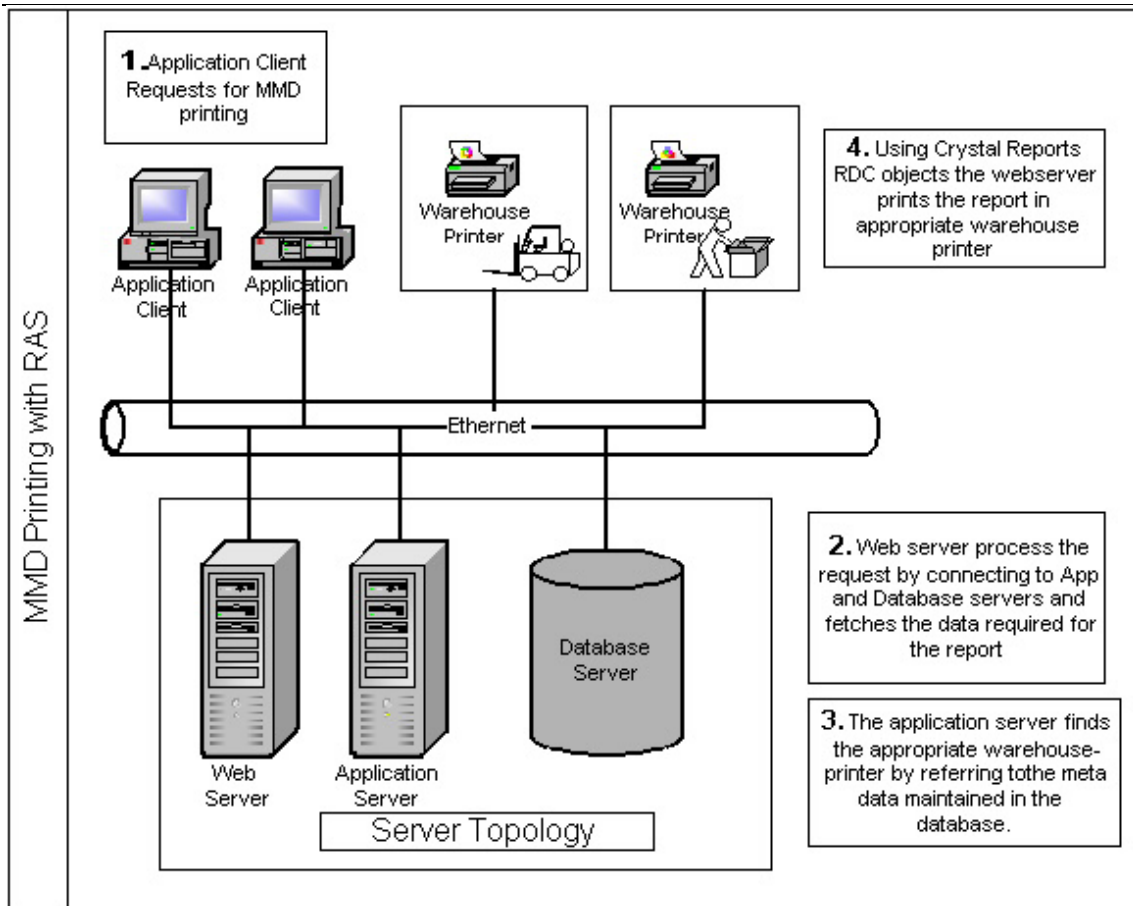 MMD Printing with RAS
1. Application Client
Requests for MMD
printing
Application
Client
Application
Client
Warehouse
Printer
Warehouse
Printer
4. Using Crystal Reports
RDC objects the webserver
prints the report in
appropriate warehouse
printer
Ethernet
Web
Server
Application
Server
Database
Server
Server Topology
2. Web server process the
request by connecting to App
and Database servers and
fetches the data required for
the report
3. The application server finds
the appropriate warehouse-
printer by referring tothe meta
data maintained in the
database.